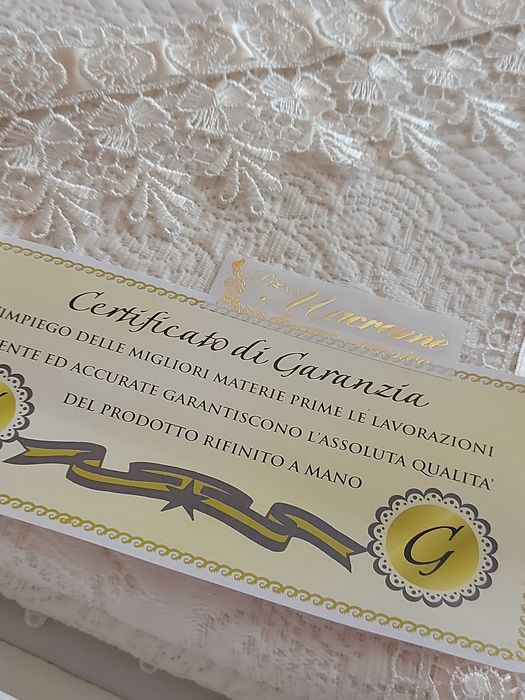 Macrame
Certificato di Garanzia
IMPIEGO DELLE MIGLIORI MATERIE PRIME LE LAVORAZIONI
ENTE ED ACCURATE GARANTISCONO L'ASSOLUTA QUALITA'
DEL PRODOTTO RIFINITO A MANO
G